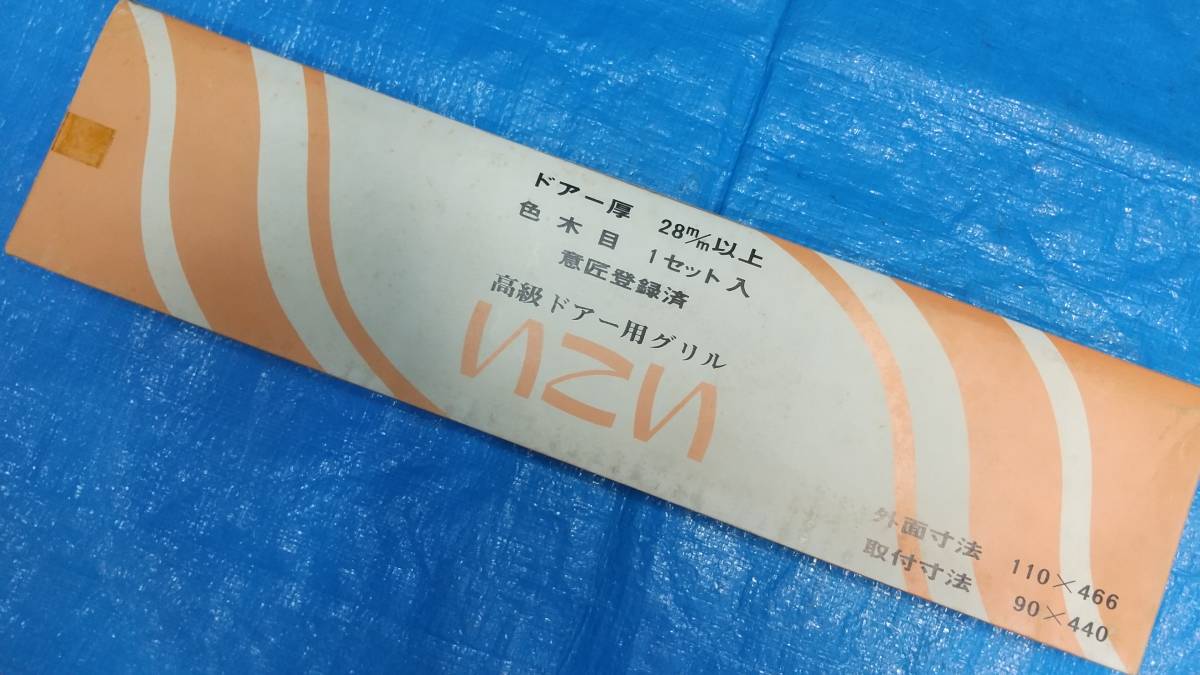 ドアー厚 28m/m以上
色木目 1セット入
意匠登録済
高級ドアー用グリル
外面寸法 110×466
取付寸法 90×440